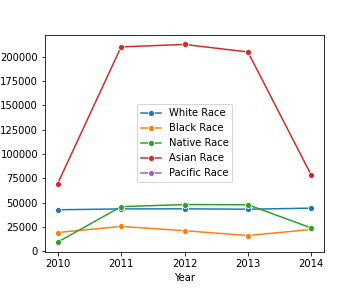 200000
175000
150000
125000
100000
75000
50000
25000
0
White Race
Black Race
Native Race
Asian Race
Pacific Race
2010 2011 2012 2013 2014
Year